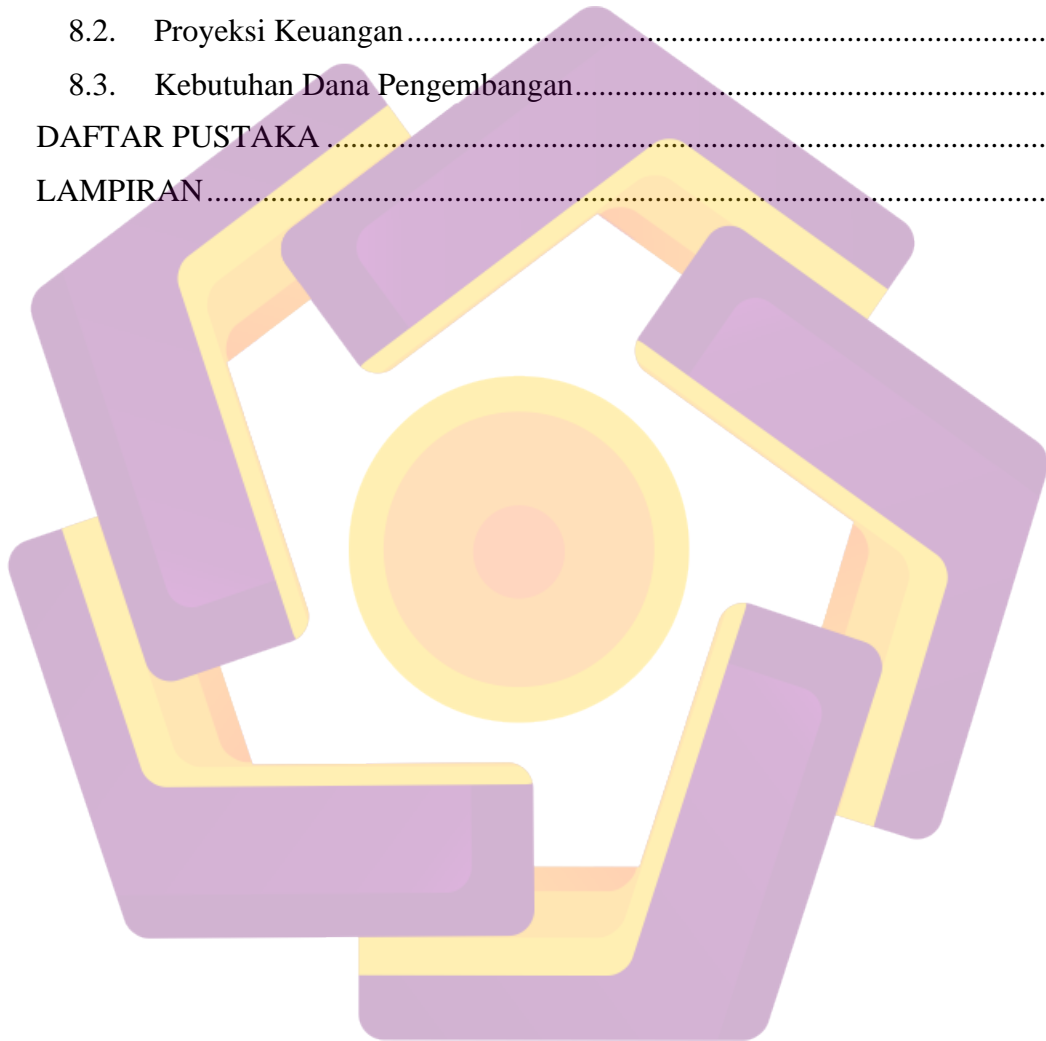 8.2. Proyeksi Keuangan..........................................................................
8.3. Kebutuhan Dana Pengembangan.....................................................
DAFTAR PUSTAKA ....................................................................................
LAMPIRAN...................................................................................................